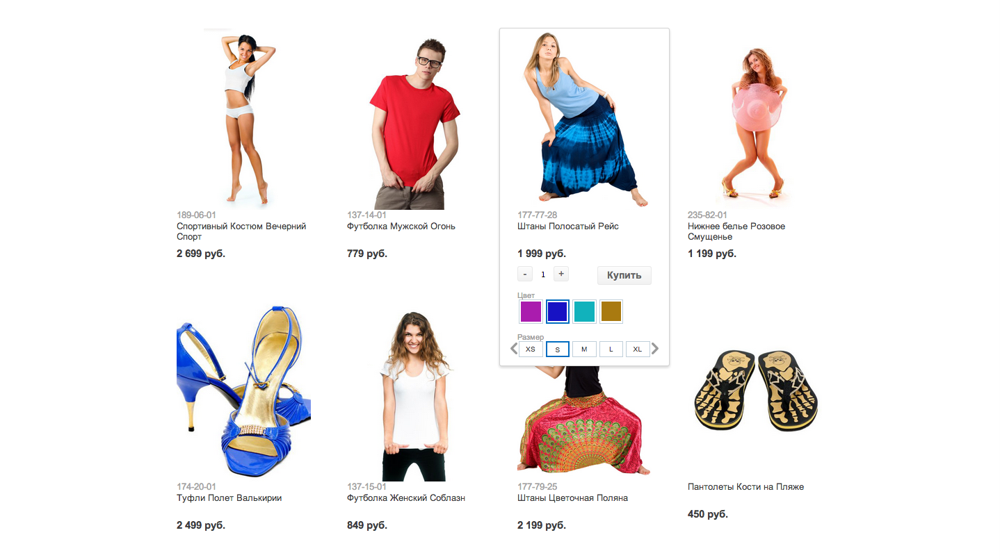 189-06-01
Спортивный Костюм Вечерний
Спорт
2 699 руб.
137-14-01
Футболка Мужской Огонь
779 руб.
177-77-28
Штаны Полосатый Рейс
1 999 руб.
- 1 + Купить
Цвет
Размер
XS S M L XL
235-82-01
Нижнее белье Розовое
Смущенье
1 199 руб.
174-20-01
Туфли Полет Валькирии
2 499 руб.
137-15-01
Футболка Женский Соблазн
849 руб.
177-79-25
Штаны Цветочная Поляна
2 199 руб.
Пантолеты Кости на Пляже
450 руб.